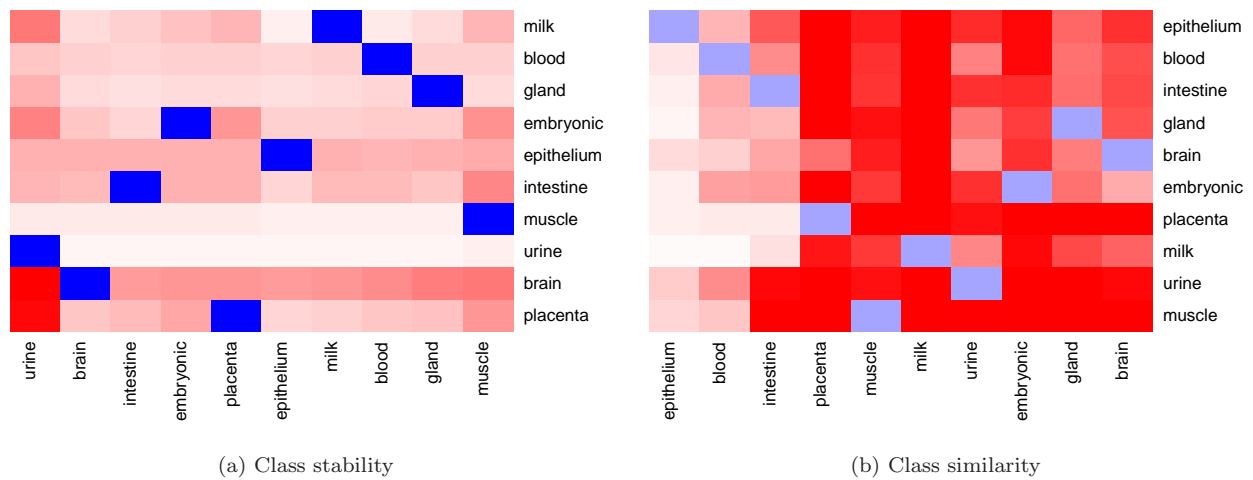 milk
blood
gland
embryonic
epithelium
intestine
muscle
urine
brain
placenta
urine
brain
intestine
embryonic
placenta
epithelium
milk
blood
gland
muscle
(a) Class stability
epithelium
blood
intestine
gland
brain
embryonic
placenta
milk
urine
muscle
epithelium
blood
intestine
placenta
muscle
milk
urine
embryonic
gland
brain
(b) Class similarity